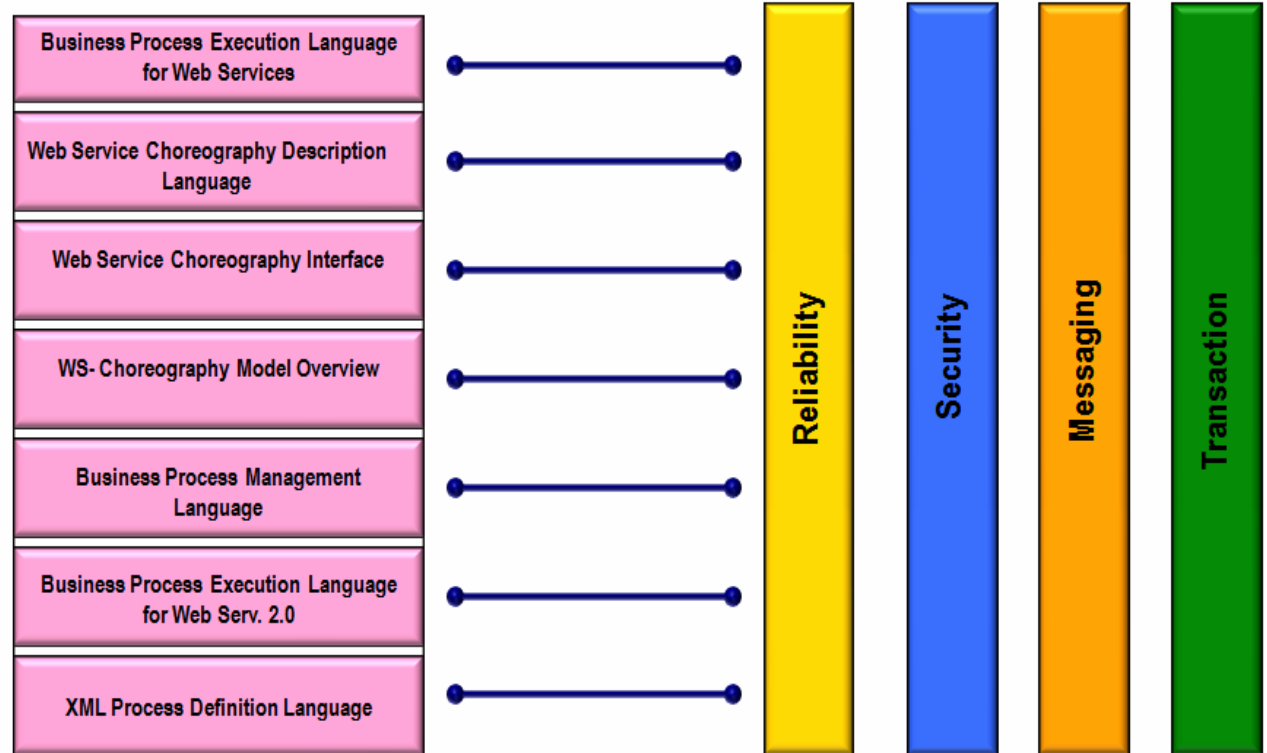 Business Process Execution Language
for Web Services
Web Service Choreography Description
Language
Web Service Choreography Interface
WS- Choreography Model Overview
Business Process Management
Language
Business Process Execution Language
for Web Serv. 2.0
XML Process Definition Language
Reliability
Security
Messaging
Transaction